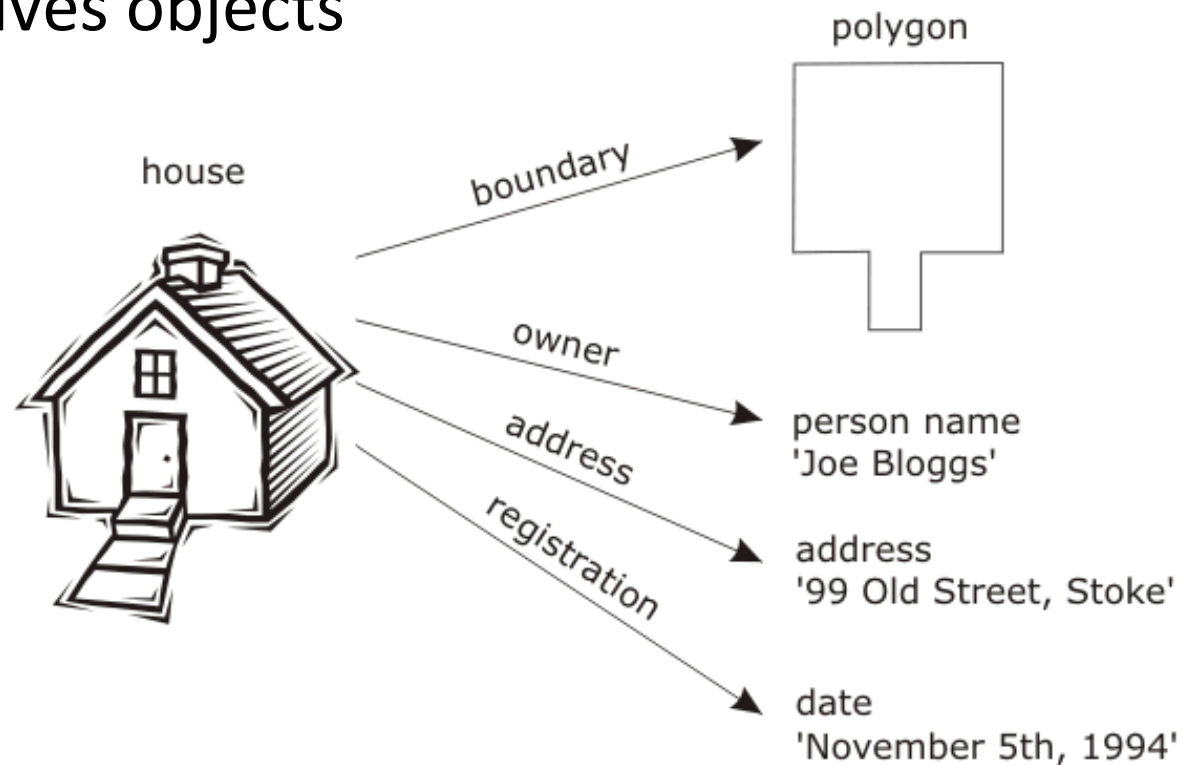 objects
polygon
house
boundary
owner
person name
'Joe Bloggs'
address
address
'99 Old Street, Stoke'
registration
date
'November 5th, 1994'